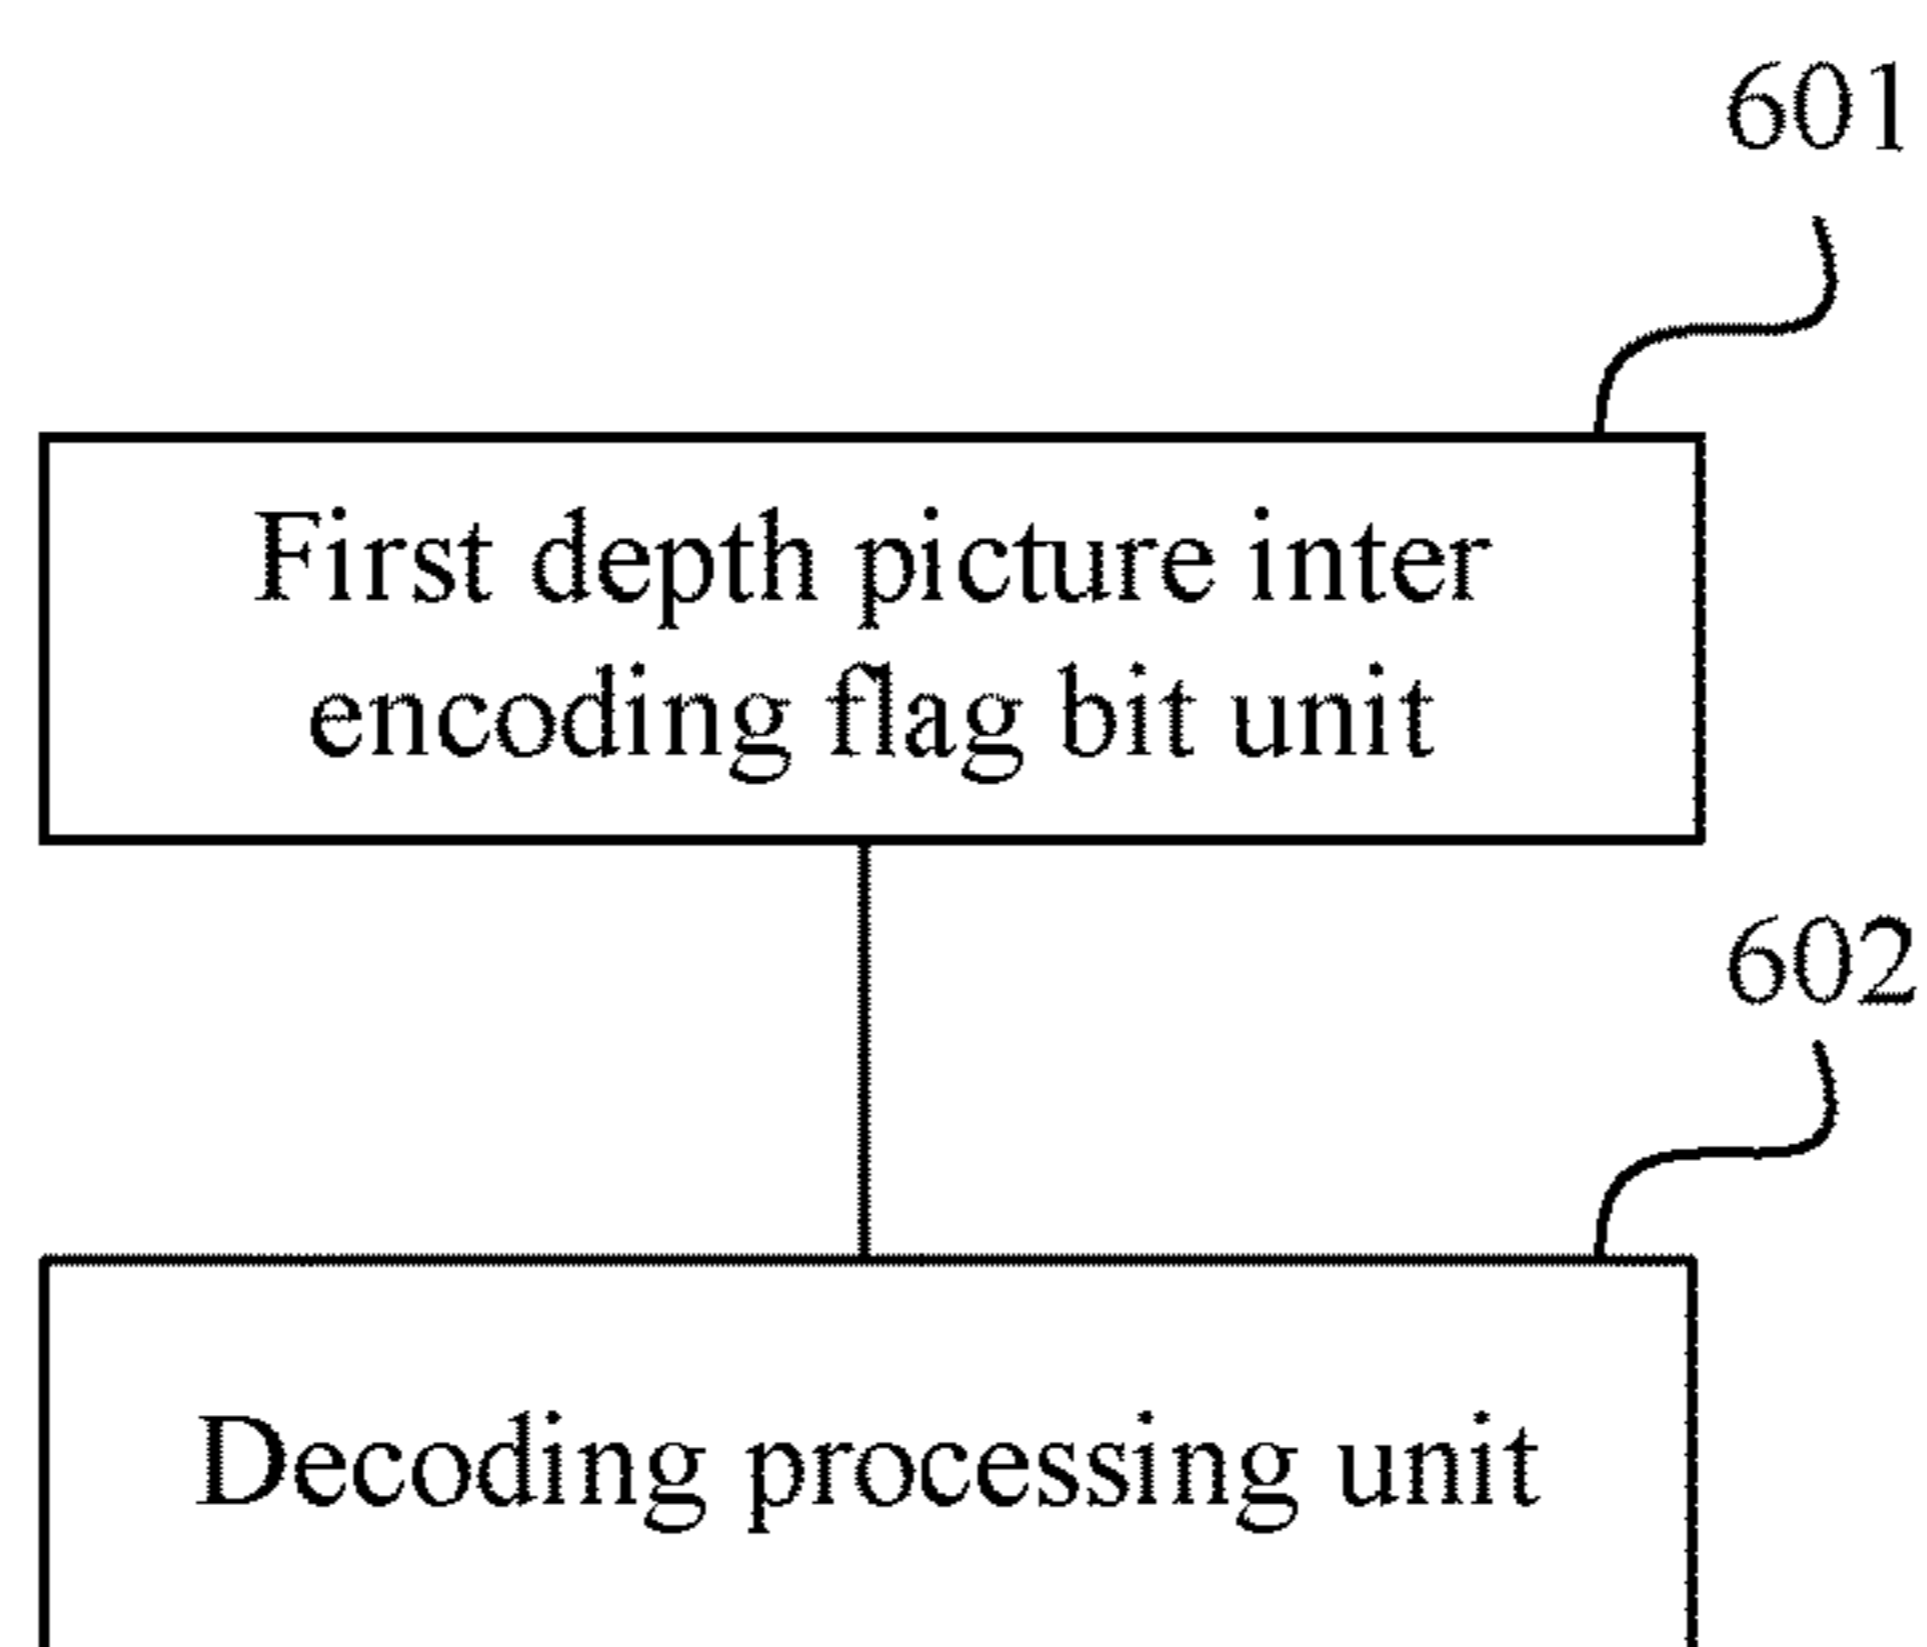 601
First depth picture inter
encoding flag bit unit
602
Decoding processing unit